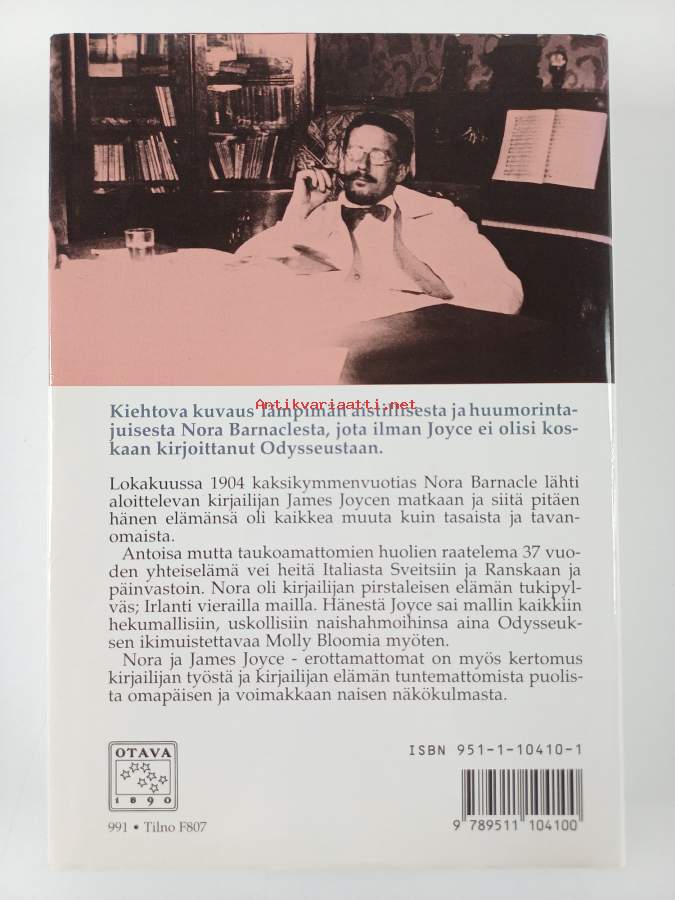 Antikvariaatti.net
Kiehtova kuvaus lämpimän aistillisesta ja huumorinta-
juisesta Nora Barnaclesta, jota ilman Joyce ei olisi kos-
kaan kirjoittanut Odysseustaan.
Lokakuussa 1904 kaksikymmenvuotias Nora Barnacle lähti
aloittelevan kirjailijan James Joycen matkaan ja siitä pitäen
hänen elämänsä oli kaikkea muuta kuin tasaista ja tavan-
omaista.
Antoisa mutta taukoamattomien huolien raatelema 37 vuo-
den yhteiselämä vei heitä Italiasta Sveitsiin ja Ranskaan ja
päinvastoin. Nora oli kirjailijan pirstaleisen elämän tukipyl-
väs; Irlanti vierailla mailla. Hänestä Joyce sai mallin kaikkiin
hekumallisiin, uskollisiin naishahmoihinsa aina Odysseuk-
sen ikimuistettavaa Molly Bloomia myöten.
Nora ja James Joyce - erottamattomat on myös kertomus
kirjailijan työstä ja kirjailijan elämän tuntemattomista puolis-
ta omapäisen ja voimakkaan naisen näkökulmasta.
OTAVA
1890
991 • Tilno F807
ISBN 951-1-10410-1
9 789511 104100